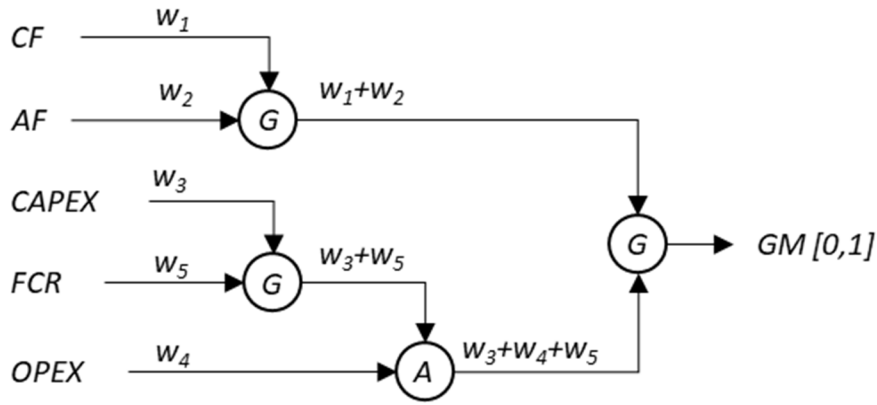 CF
w₁
AF
w₂
G
w₁+w₂
CAPEX
w₃
G
GM [0,1]
FCR
w₅
G
w₃+w₅
OPEX
w₄
A
w₃+w₄+w₅